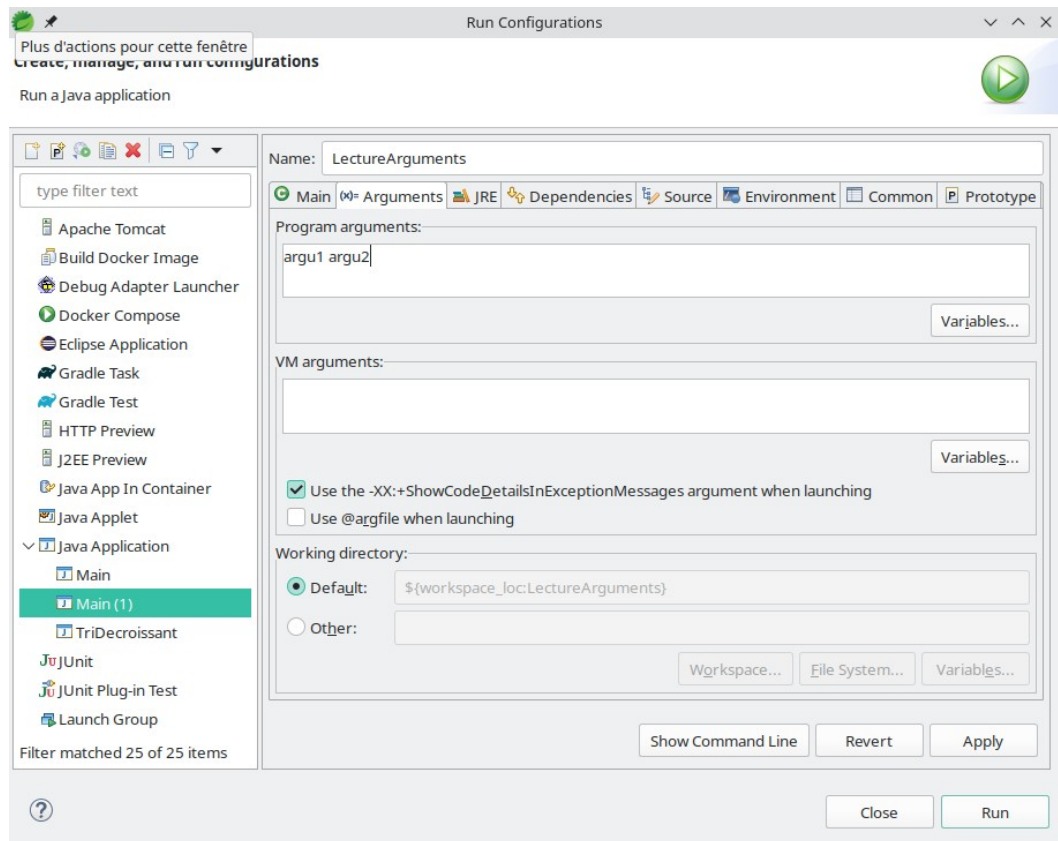 Run Configurations
Plus d'actions pour cette fenêtre
Create, manage, and run configurations
Run a Java application
type filter text
Apache Tomcat
Build Docker Image
Debug Adapter Launcher
Docker Compose
Eclipse Application
Gradle Task
Gradle Test
HTTP Preview
J2EE Preview
Java App In Container
Java Applet
Java Application
Main
Main (1)
TriDecroissant
JUnit
JUnit Plug-in Test
Launch Group
Filter matched 25 of 25 items
Name: LectureArguments
Main (x)= Arguments JRE Dependencies Source Environment Common Prototype
Program arguments:
argu1 argu2
Variables...
VM arguments:
Variables...
Use the -XX:+ShowCodeDetailsInExceptionMessages argument when launching
Use @argfile when launching
Working directory:
Default: ${workspace_loc:LectureArguments}
Other:
Workspace... File System... Variables...
Show Command Line Revert Apply
Close Run